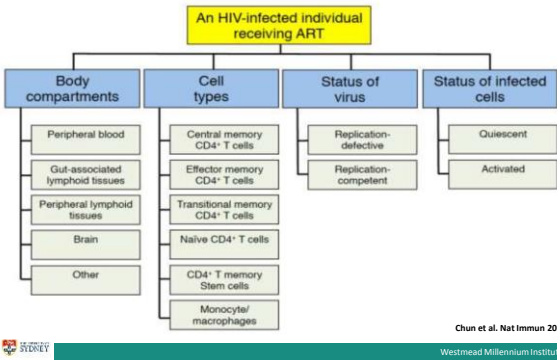 An HIV-infected individual
receiving ART
Body
compartments
Cell
types
Status of
virus
Status of infected
cells
Peripheral blood
Gut-associated
lymphoid tissues
Peripheral lymphoid
tissues
Brain
Other
Central memory
CD4+ T cells
Effector memory
CD4+ T cells
Transitional memory
CD4+ T cells
Naïve CD4+ T cells
CD4+ T memory
Stem cells
Monocyte/
macrophages
Replication-
defective
Replication-
competent
Quiescent
Activated
Chun et al. Nat Immun 20
SYDNEY
Westmead Millennium Institu